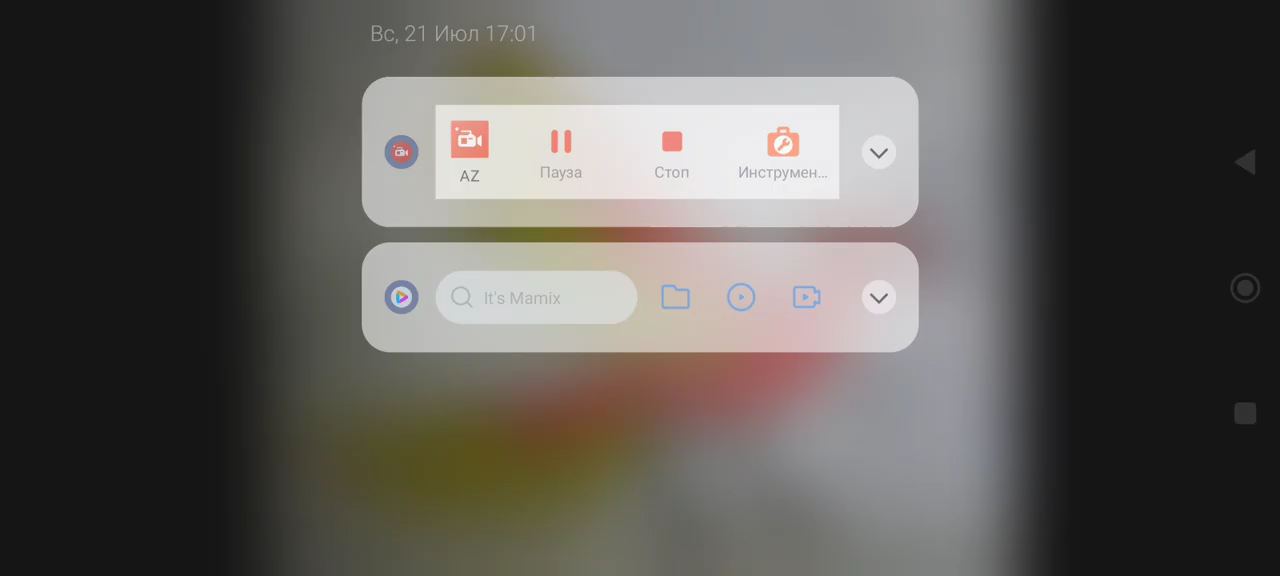 Вс, 21 Июл 17:01
AZ
Пауза
Стоп
Инструмен...
It's Mamix